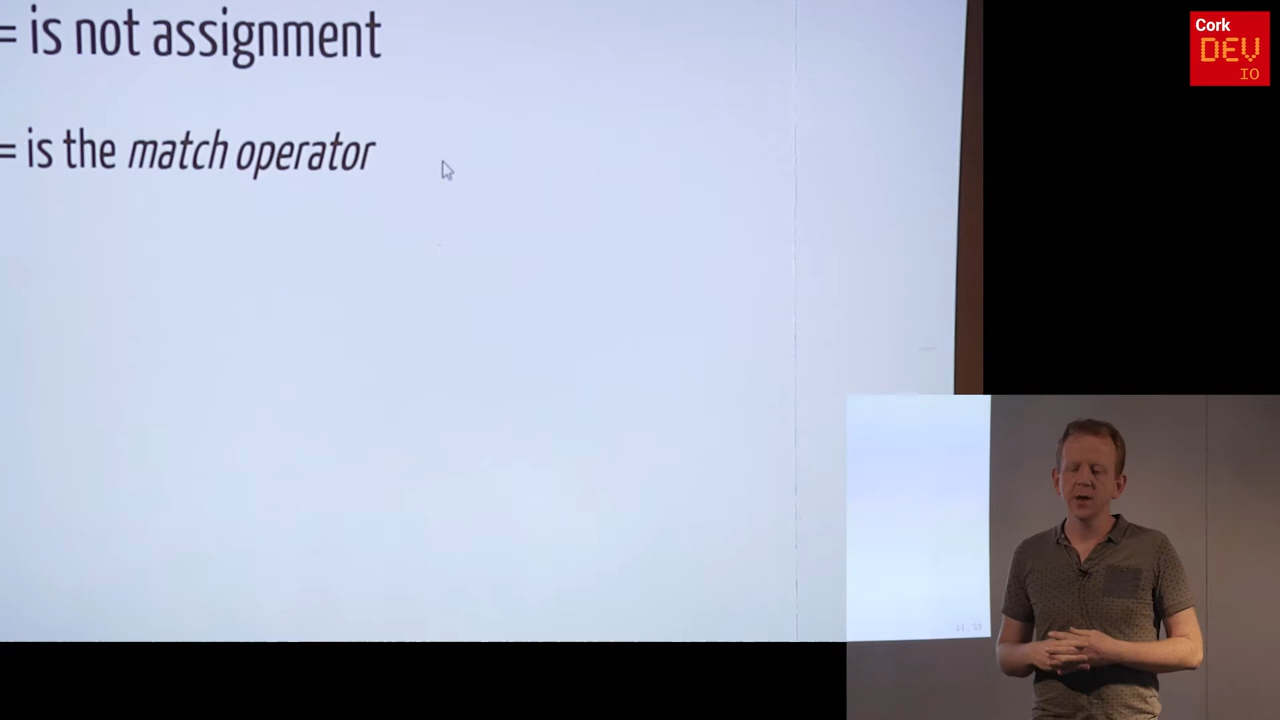 = is not assignment
= is the match operator
Cork
DEV
IO